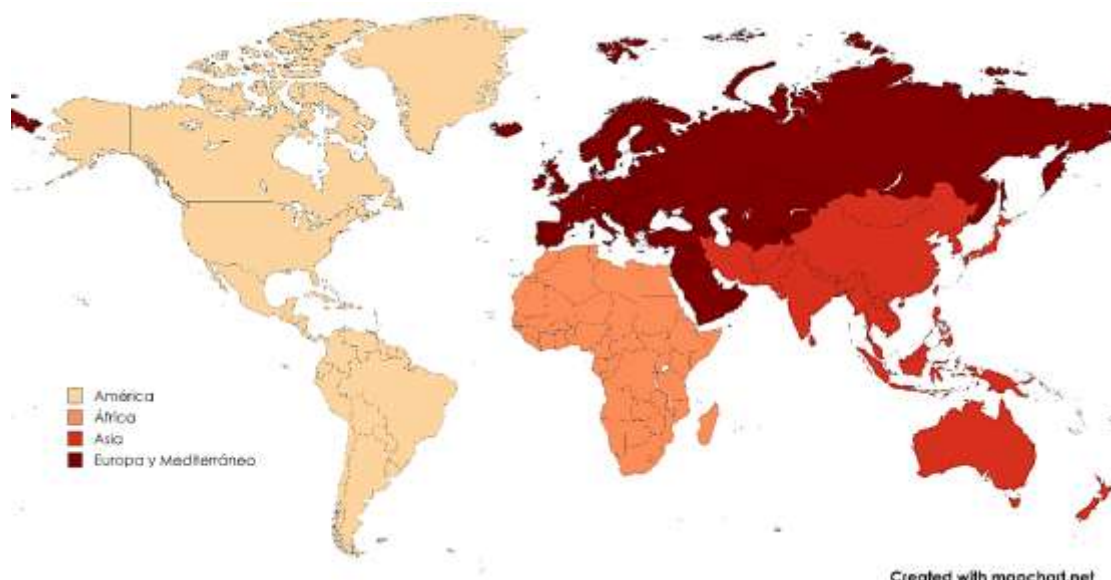 América
África
Asia
Europa y Mediterráneo
Created with mapchart.net